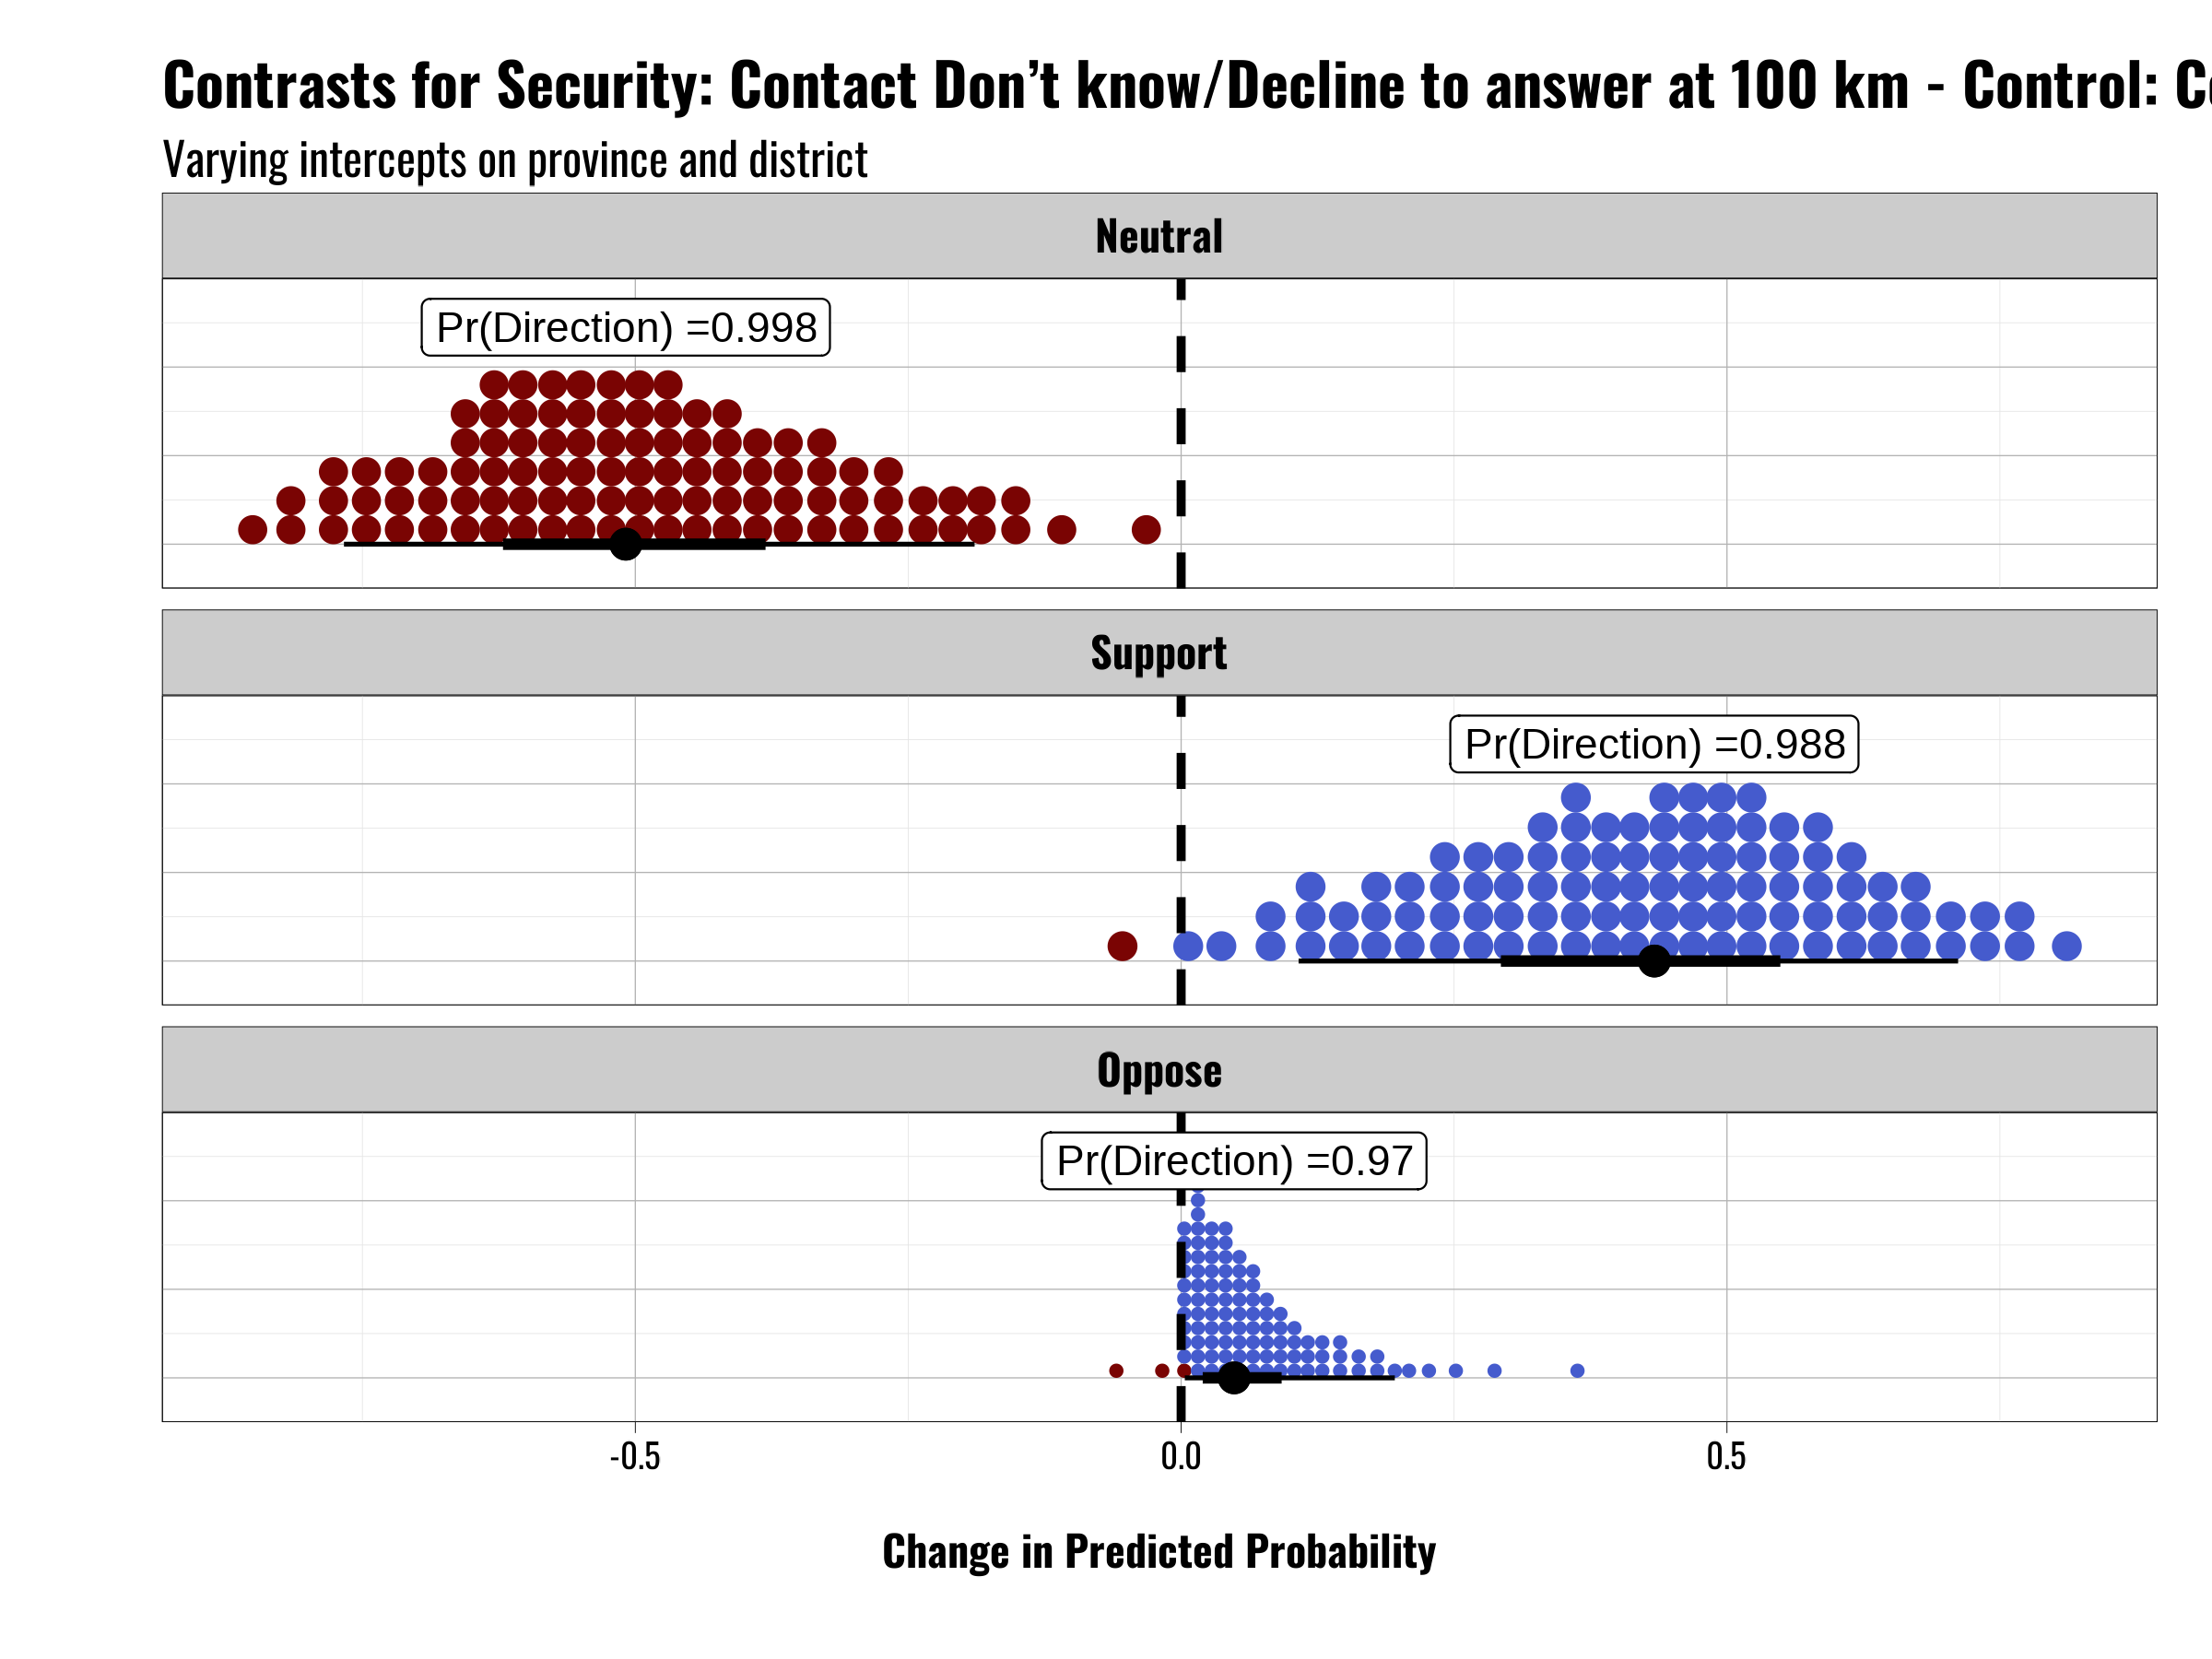 Contrasts for Security: Contact Don’t know/Decline to answer at 100 km - Control:
Varying intercepts on province and district
Neutral
Pr(Direction) =0.998
Support
Pr(Direction) =0.988
Oppose
Pr(Direction) =0.97
-0.5 0.0 0.5
Change in Predicted Probability